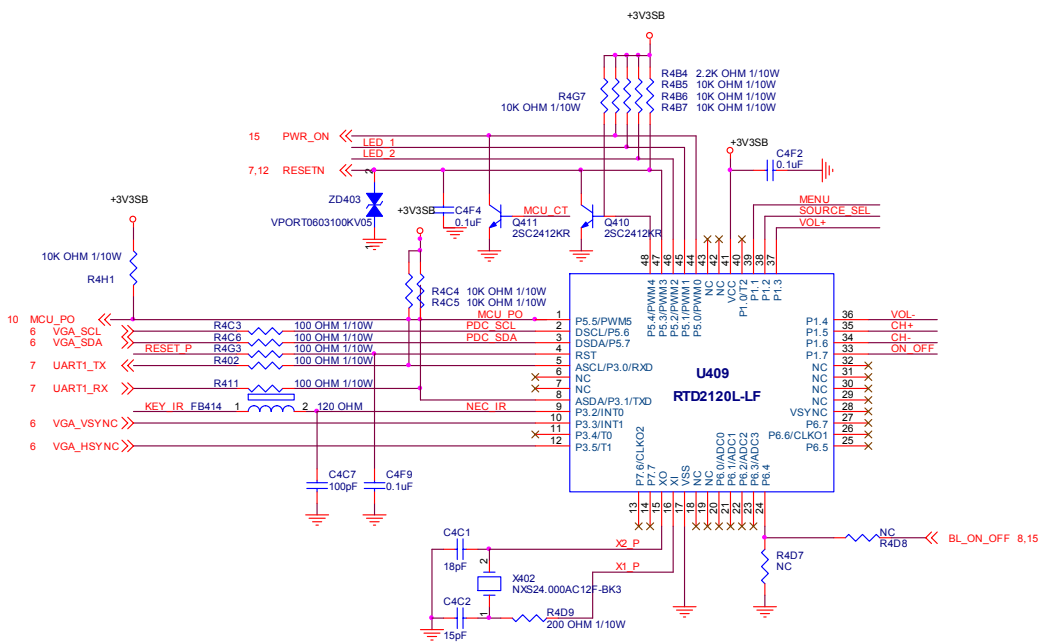 +3V3SB
R4B4 2.2K OHM 1/10W
R4B5 10K OHM 1/10W
R4B6 10K OHM 1/10W
R4B7 10K OHM 1/10W
R4G7
10K OHM 1/10W
15 PWR_ON
LED_1
LED_2
7,12 RESETN
+3V3SB
C4F2
0.1uF
2
ZD403
VPORT0603100KV05
1
+3V3SB
C4F4
0.1uF
Q411
2SC2412KR
MCU_CT
Q410
2SC2412KR
MENU
SOURCE_SEL
VOL+
+3V3SB
10K OHM 1/10W
R4H1
R4C4 10K OHM 1/10W
R4C5 10K OHM 1/10W
48 47 46 45 44 43 42 41 40 39 38 37
P5.4/PWM4
P5.3/PWM3
P5.2/PWM2
P5.1/PWM1
P5.0/PWM0
NC
NC
VCC
P1.0/T2
P1.1
P1.2
P1.3
10 MCU_PO
MCU_PO 1 P5.5/PWM5
6 VGA_SCL R4C3 100 OHM 1/10W PDC_SCL 2 DSCL/P5.6
6 VGA_SDA R4C6 100 OHM 1/10W PDC_SDA 3 DSDA/P5.7
RESET_P R4G3 100 OHM 1/10W 4 RST
7 UART1_TX R402 100 OHM 1/10W 5 ASCL/P3.0/RXD
6 NC
7 UART1_RX R411 100 OHM 1/10W 7 NC
8 ASDA/P3.1/TXD
KEY_IR FB414 1 2 120 OHM NEC_IR 9 P3.2/INT0
6 VGA_VSYNC 10 P3.3/INT1
11 P3.4/T0
6 VGA_HSYNC 12 P3.5/T1
U409
RTD2120L-LF
P1.4 36 VOL-
P1.5 35 CH+
P1.6 34 CH-
P1.7 33 ON_OFF
NC 32
NC 31
NC 30
NC 29
VSYNC 28
P6.7 27
P6.6/CLKO1 26
P6.5 25
P7.6/CLKO2
P7.7
XO
XI
VSS
NC
NC
P6.0/ADC0
P6.1/ADC1
P6.2/ADC2
P6.3/ADC3
P6.4
13 14 15 16 17 18 19 20 21 22 23 24
C4C7
100pF
C4F9
0.1uF
C4C1
18pF
X2_P
2
X402
NXS24.000AC12F-BK3
X1_P
1
C4C2
15pF
R4D9
200 OHM 1/10W
NC
R4D8
BL_ON_OFF 8,15
R4D7
NC